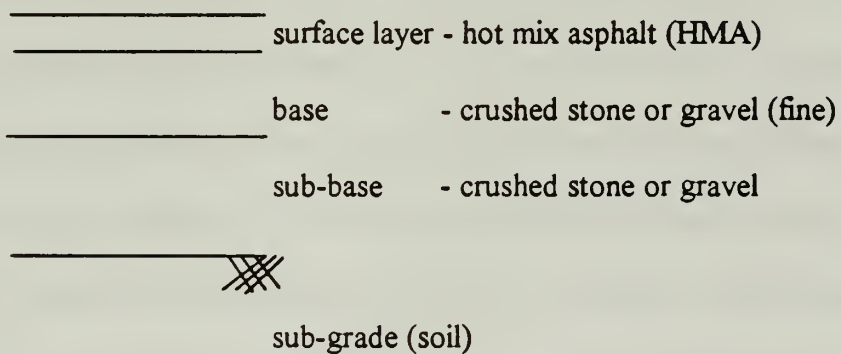 surface layer - hot mix asphalt (HMA)
base - crushed stone or gravel (fine)
sub-base - crushed stone or gravel
sub-grade (soil)